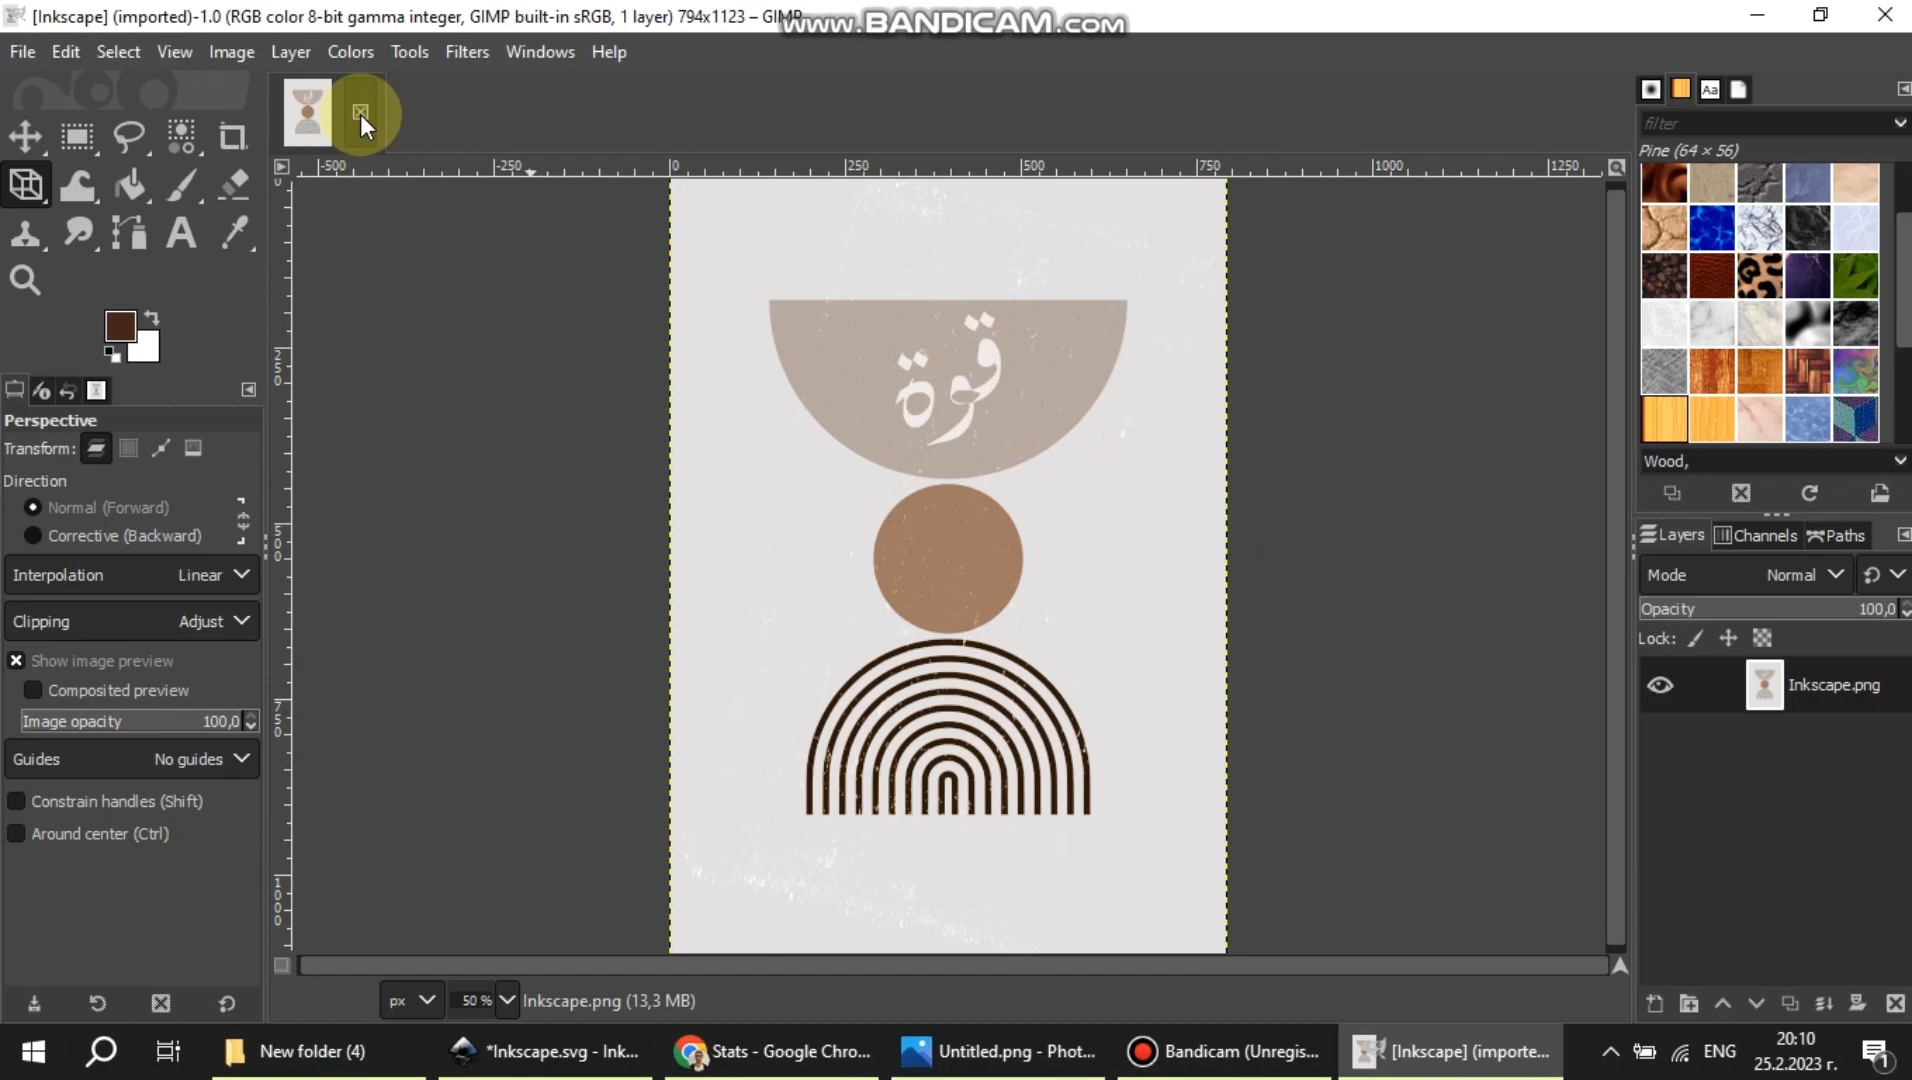 [Inkscape] (imported)-1.0 (RGB color 8-bit gamma integer, GIMP built-in sRGB, 1 layer) 794x1123 – GIMP
www.BANDICAM.com
File Edit Select View Image Layer Colors Tools Filters Windows Help
-500 -250 0 250 500 750 1000 1250
filter
Pine (64 × 56)
قوة
250
500
750
1000
Perspective
Transform:
Direction
Normal (Forward)
Corrective (Backward)
Interpolation Linear
Clipping Adjust
Show image preview
Composited preview
Image opacity 100,0
Guides No guides
Constrain handles (Shift)
Around center (Ctrl)
Wood,
Layers Channels Paths
Mode Normal
Opacity 100,0
Lock:
Inkscape.png
px 50 % Inkscape.png (13,3 MB)
New folder (4)
*Inkscape.svg - Ink...
Stats - Google Chro...
Untitled.png - Phot...
Bandicam (Unregis...
[Inkscape] (importe...
ENG
20:10
25.2.2023 г.
1